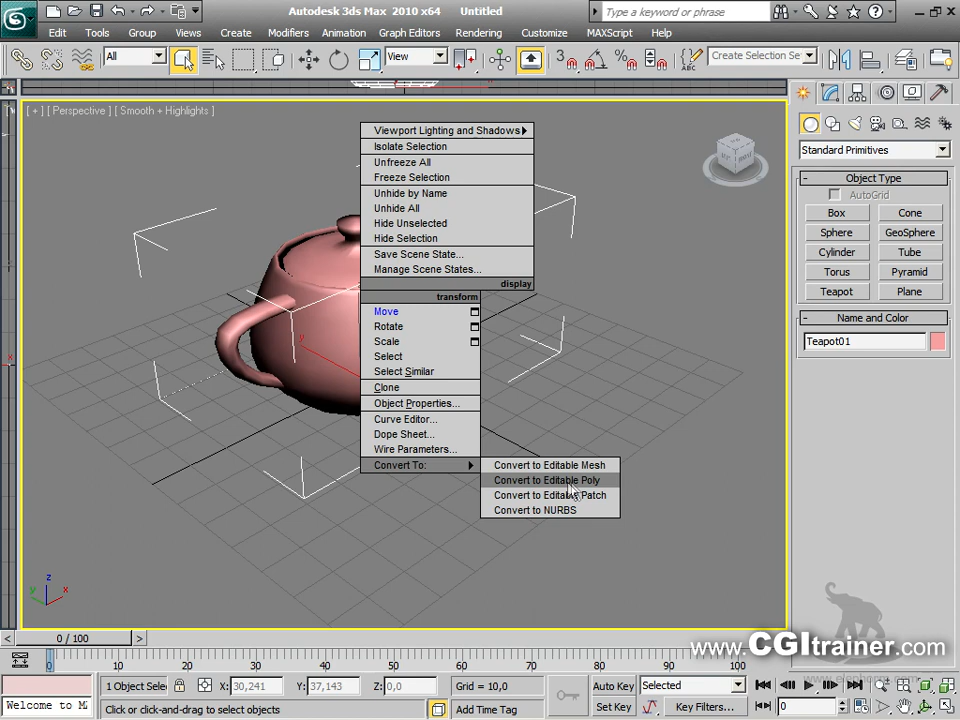 Autodesk 3ds Max 2010 x64 Untitled
Type a keyword or phrase
Edit Tools Group Views Create Modifiers Animation Graph Editors Rendering Customize MAXScript Help
All
View
3
ABC
Create Selection Se
[ + ] [ Perspective ] [ Smooth + Highlights ]
Standard Primitives
- Object Type
AutoGrid
Box Cone
Sphere GeoSphere
Cylinder Tube
Torus Pyramid
Teapot Plane
- Name and Color
Teapot01
Viewport Lighting and Shadows
Isolate Selection
Unfreeze All
Freeze Selection
Unhide by Name
Unhide All
Hide Unselected
Hide Selection
Save Scene State...
Manage Scene States...
display
transform
Move
Rotate
Scale
Select
Select Similar
Clone
Object Properties...
Curve Editor...
Dope Sheet...
Wire Parameters...
Convert To:
Convert to Editable Mesh
Convert to Editable Poly
Convert to Editable Patch
Convert to NURBS
y
z
y
x
x
< 0 / 100 >
0 10 20 30 40 50 60 70 80 90 100
www.CGItrainer.com
1 Object Selec
X: 30,241 Y: 37,143 Z: 0,0
Grid = 10,0
Auto Key
Selected
Welcome to M
Click or click-and-drag to select objects
Add Time Tag
Set Key
Key Filters...
0